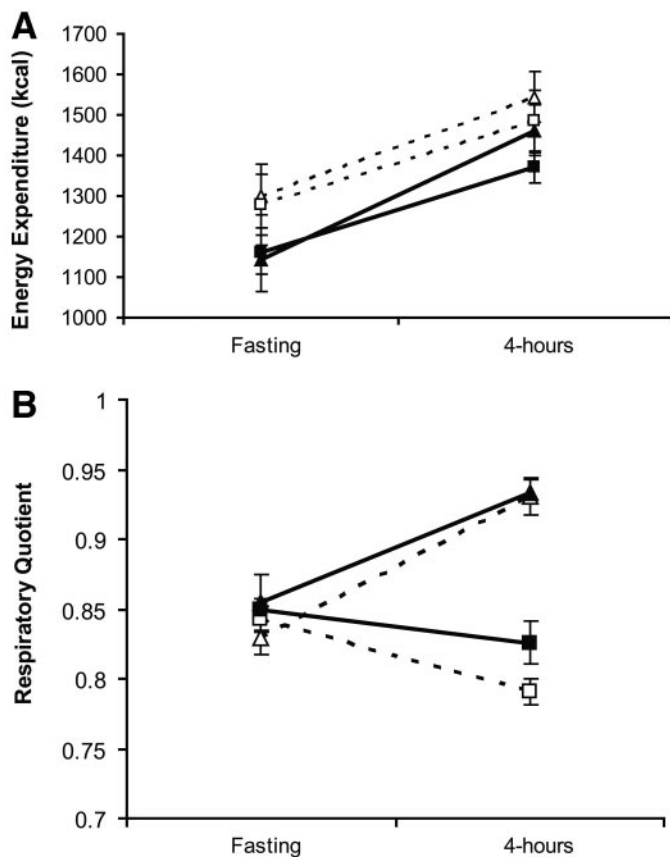 A
Energy Expenditure (kcal)
1700
1600
1500
1400
1300
1200
1100
1000
Fasting
4-hours
B
Respiratory Quotient
1
0.95
0.9
0.85
0.8
0.75
0.7
Fasting
4-hours